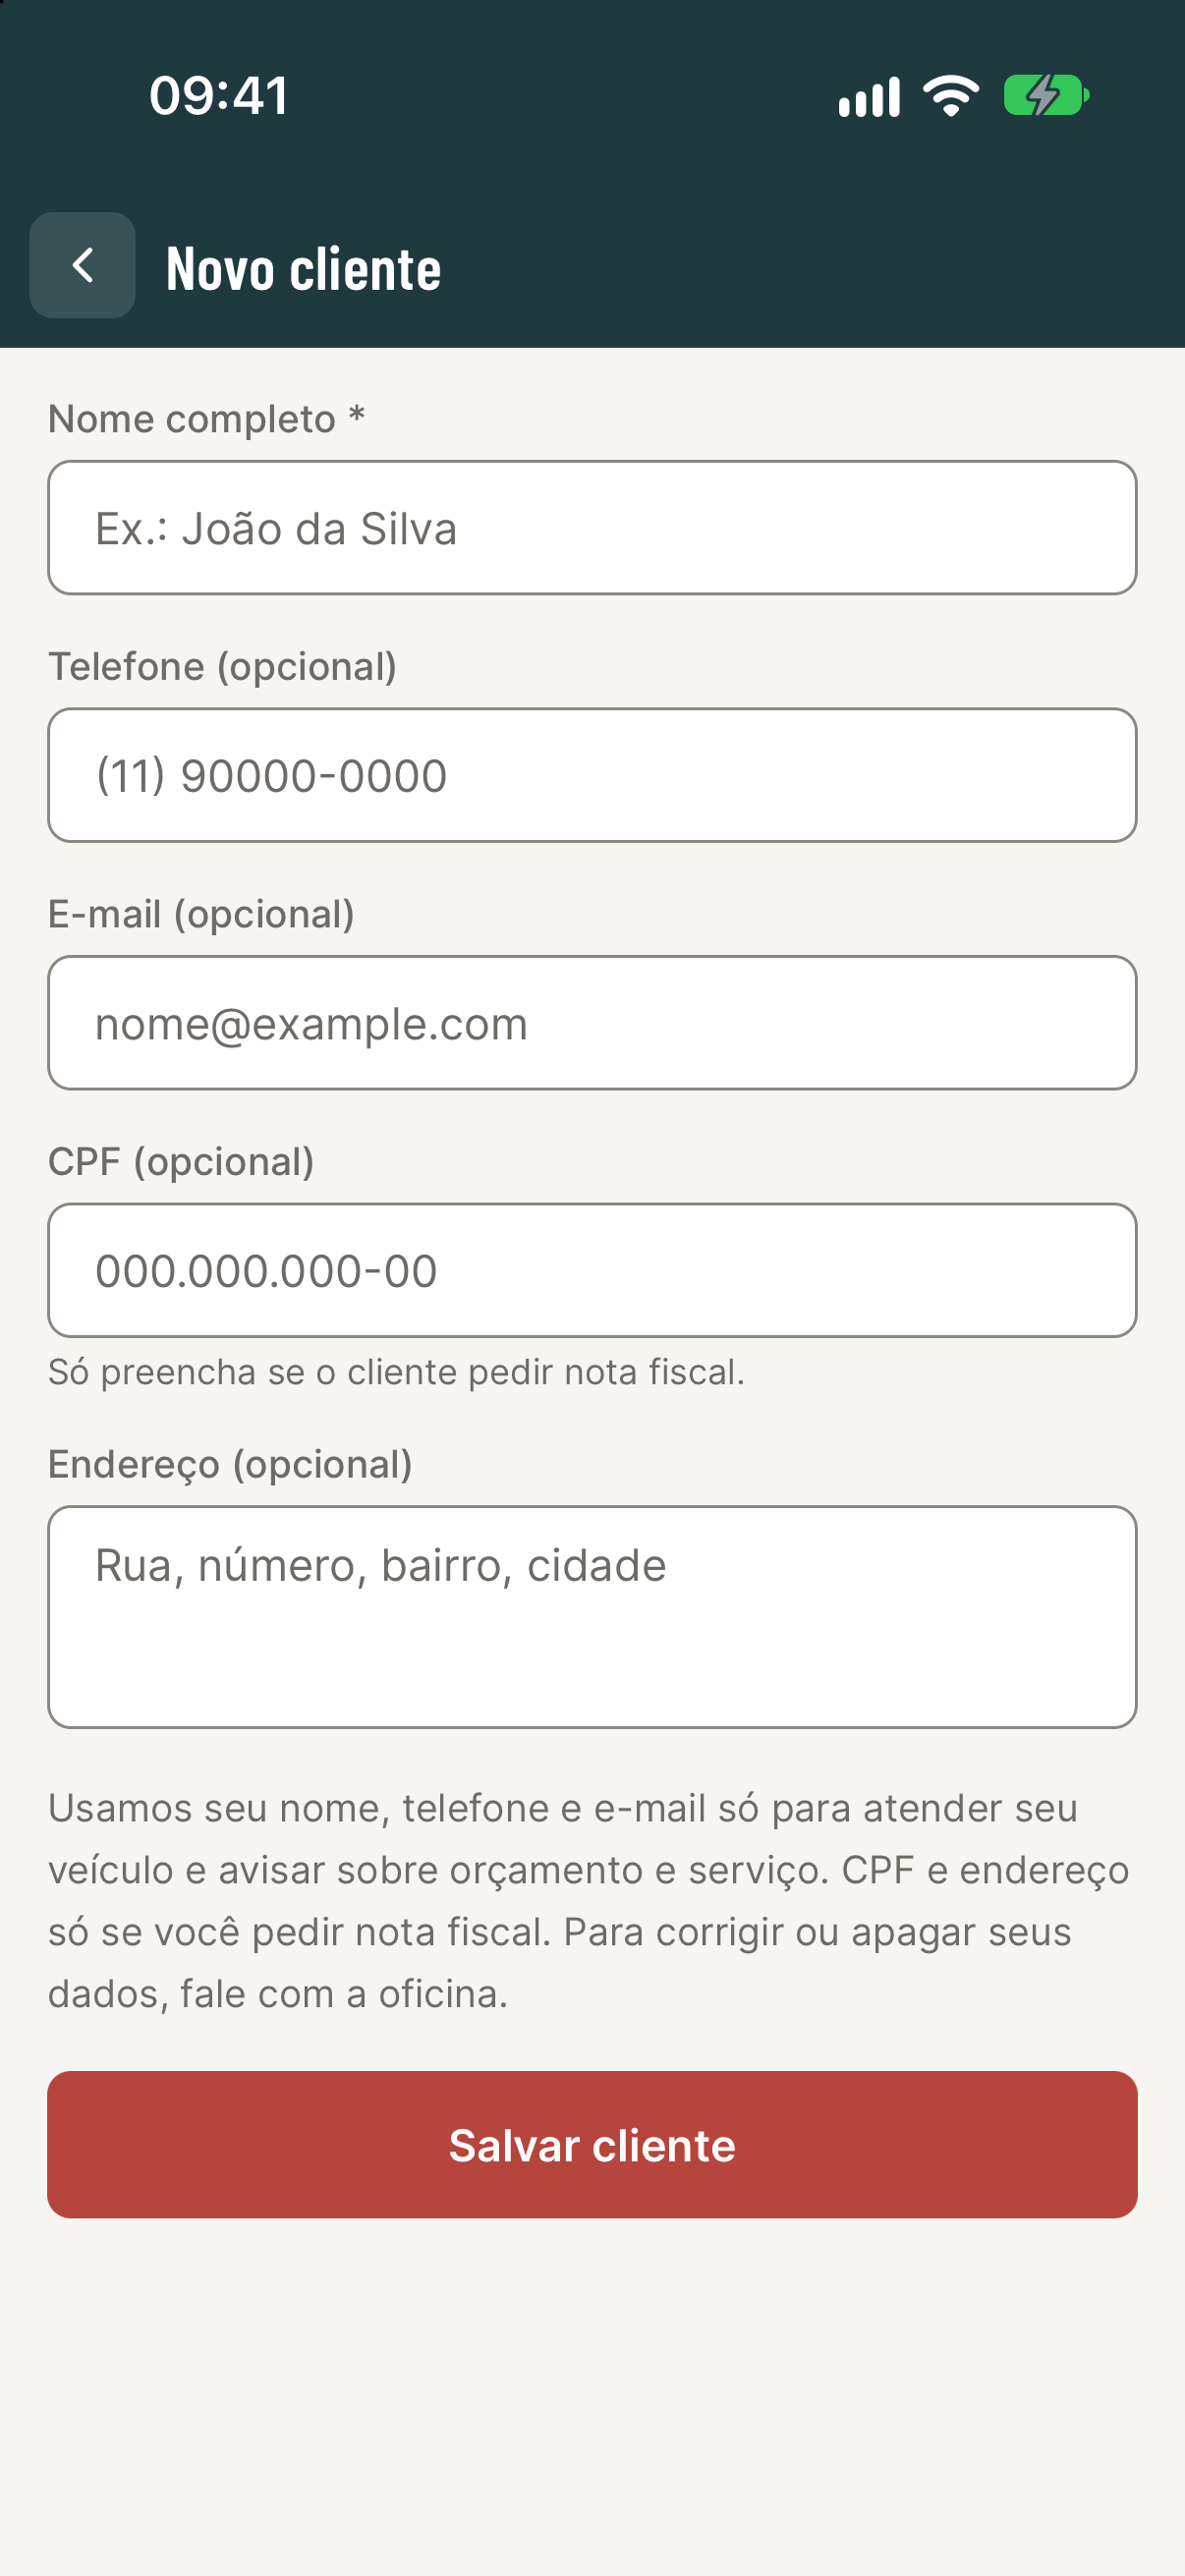 09:41
Novo cliente
Nome completo *
Ex.: João da Silva
Telefone (opcional)
(11) 90000-0000
E-mail (opcional)
nome@example.com
CPF (opcional)
000.000.000-00
Só preencha se o cliente pedir nota fiscal.
Endereço (opcional)
Rua, número, bairro, cidade
Usamos seu nome, telefone e e-mail só para atender seu
veículo e avisar sobre orçamento e serviço. CPF e endereço
só se você pedir nota fiscal. Para corrigir ou apagar seus
dados, fale com a oficina.
Salvar cliente